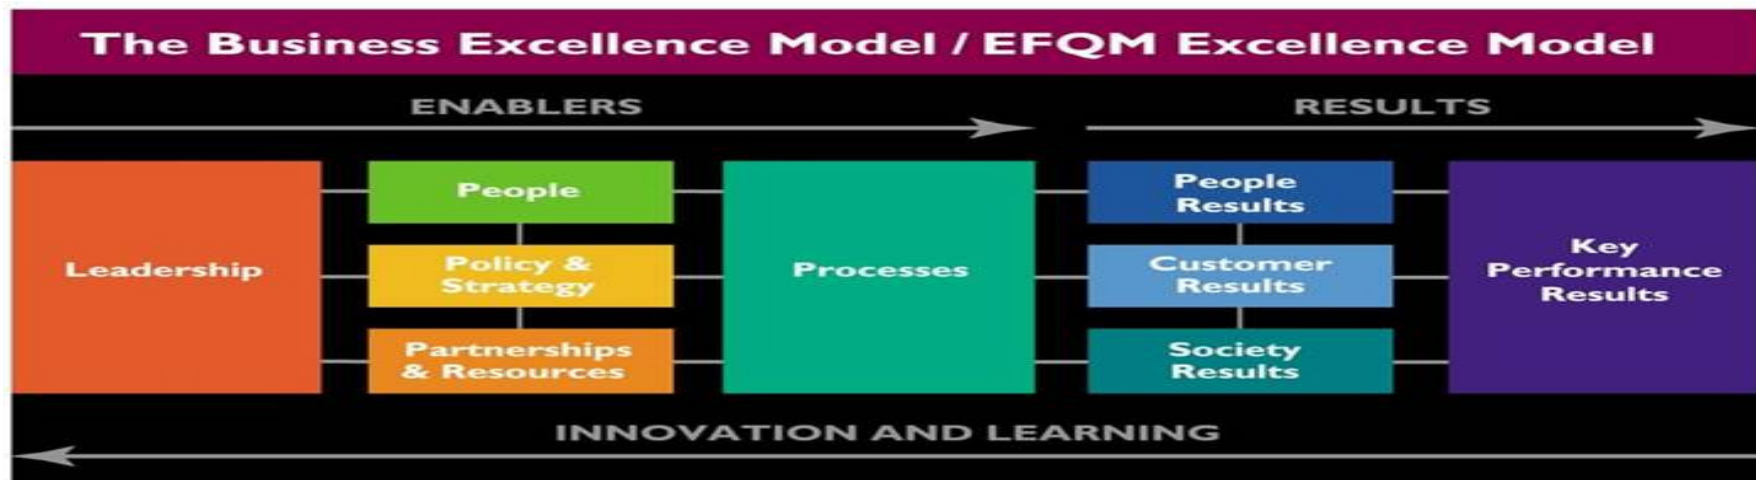 The Business Excellence Model / EFQM Excellence Model
ENABLERS
RESULTS
Leadership
People
Policy &
Strategy
Partnerships
& Resources
Processes
People
Results
Customer
Results
Society
Results
Key
Performance
Results
INNOVATION AND LEARNING